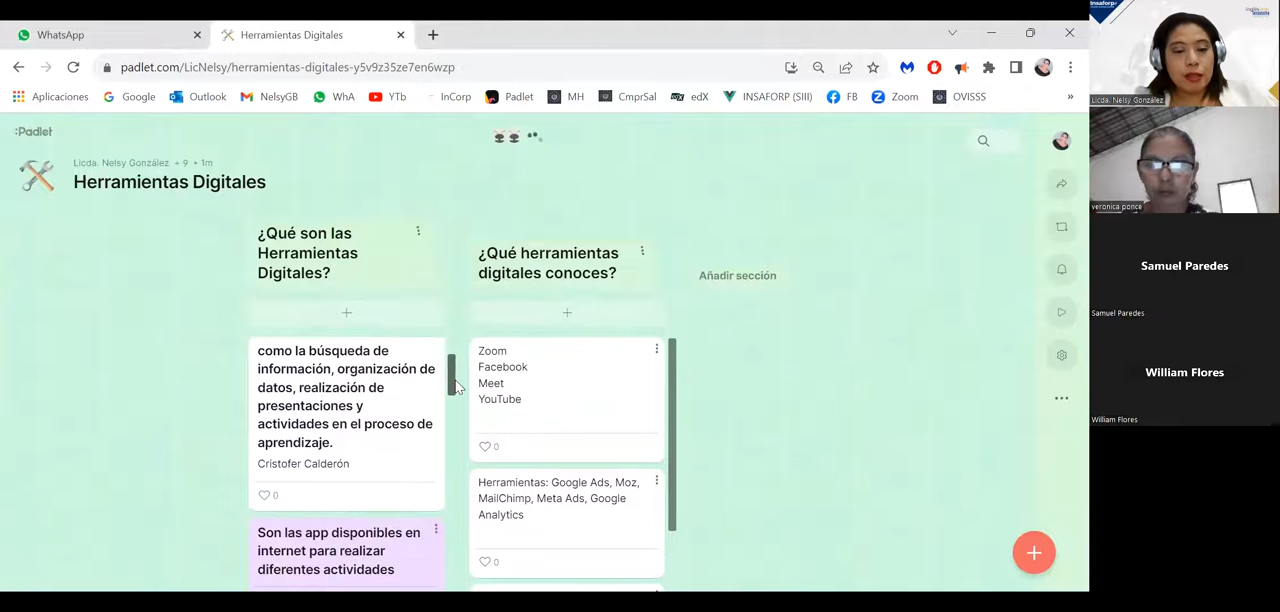 WhatsApp
Herramientas Digitales
padlet.com/LicNelsy/herramientas-digitales-y5v9z35ze7en6wzp
Aplicaciones
Google
Outlook
NelsyGB
WhA
YTb
InCorp
Padlet
MH
CmprSal
edX
INSAFORP (SIII)
FB
Zoom
OVISSS
:Padlet
Licda. Nelsy González + 9 • 1m
Herramientas Digitales
¿Qué son las
Herramientas
Digitales?
como la búsqueda de
información, organización de
datos, realización de
presentaciones y
actividades en el proceso de
aprendizaje.
Cristofer Calderón
0
Son las app disponibles en
internet para realizar
diferentes actividades
¿Qué herramientas
digitales conoces?
Zoom
Facebook
Meet
YouTube
0
Herramientas: Google Ads, Moz,
MailChimp, Meta Ads, Google
Analytics
0
Añadir sección
Insaforp
Licda. Nelsy González
veronica ponce
Samuel Paredes
Samuel Paredes
William Flores
William Flores